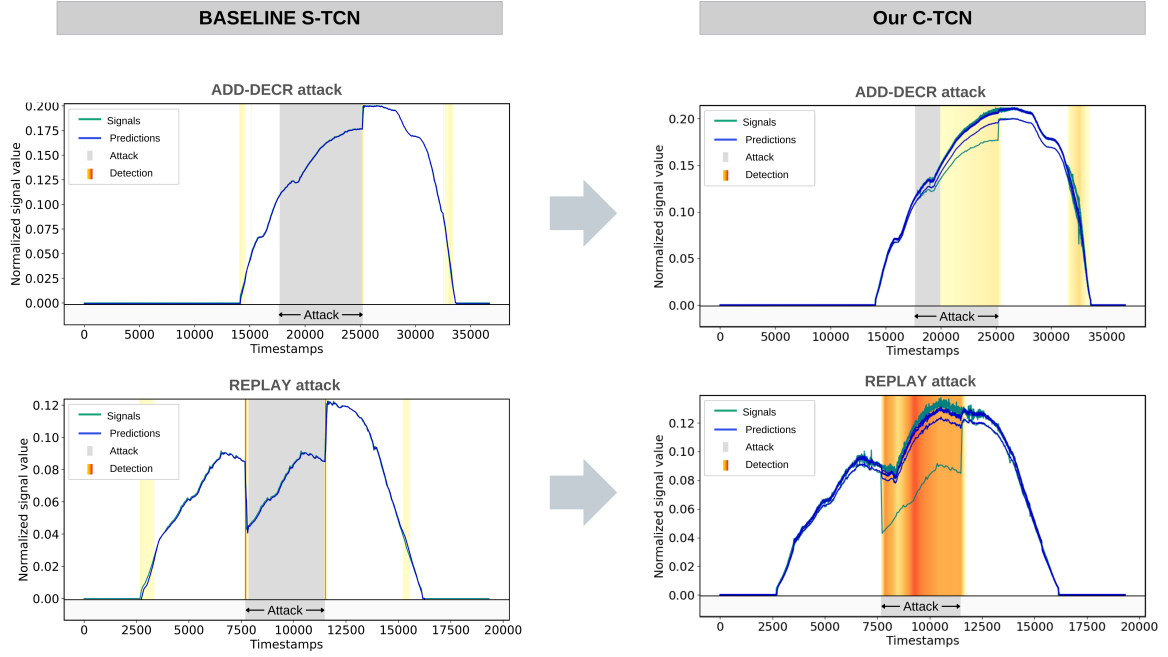 BASELINE S-TCN
Our C-TCN
ADD-DECR attack
Normalized signal value
0.200
0.175
0.150
0.125
0.100
0.075
0.050
0.025
0.000
Signals
Predictions
Attack
Detection
Attack
0 5000 10000 15000 20000 25000 30000 35000
Timestamps
ADD-DECR attack
Normalized signal value
0.20
0.15
0.10
0.05
0.00
Signals
Predictions
Attack
Detection
Attack
0 5000 10000 15000 20000 25000 30000 35000
Timestamps
REPLAY attack
Normalized signal value
0.12
0.10
0.08
0.06
0.04
0.02
0.00
Signals
Predictions
Attack
Detection
Attack
0 2500 5000 7500 10000 12500 15000 17500 20000
Timestamps
REPLAY attack
Normalized signal value
0.12
0.10
0.08
0.06
0.04
0.02
0.00
Signals
Predictions
Attack
Detection
Attack
0 2500 5000 7500 10000 12500 15000 17500 20000
Timestamps